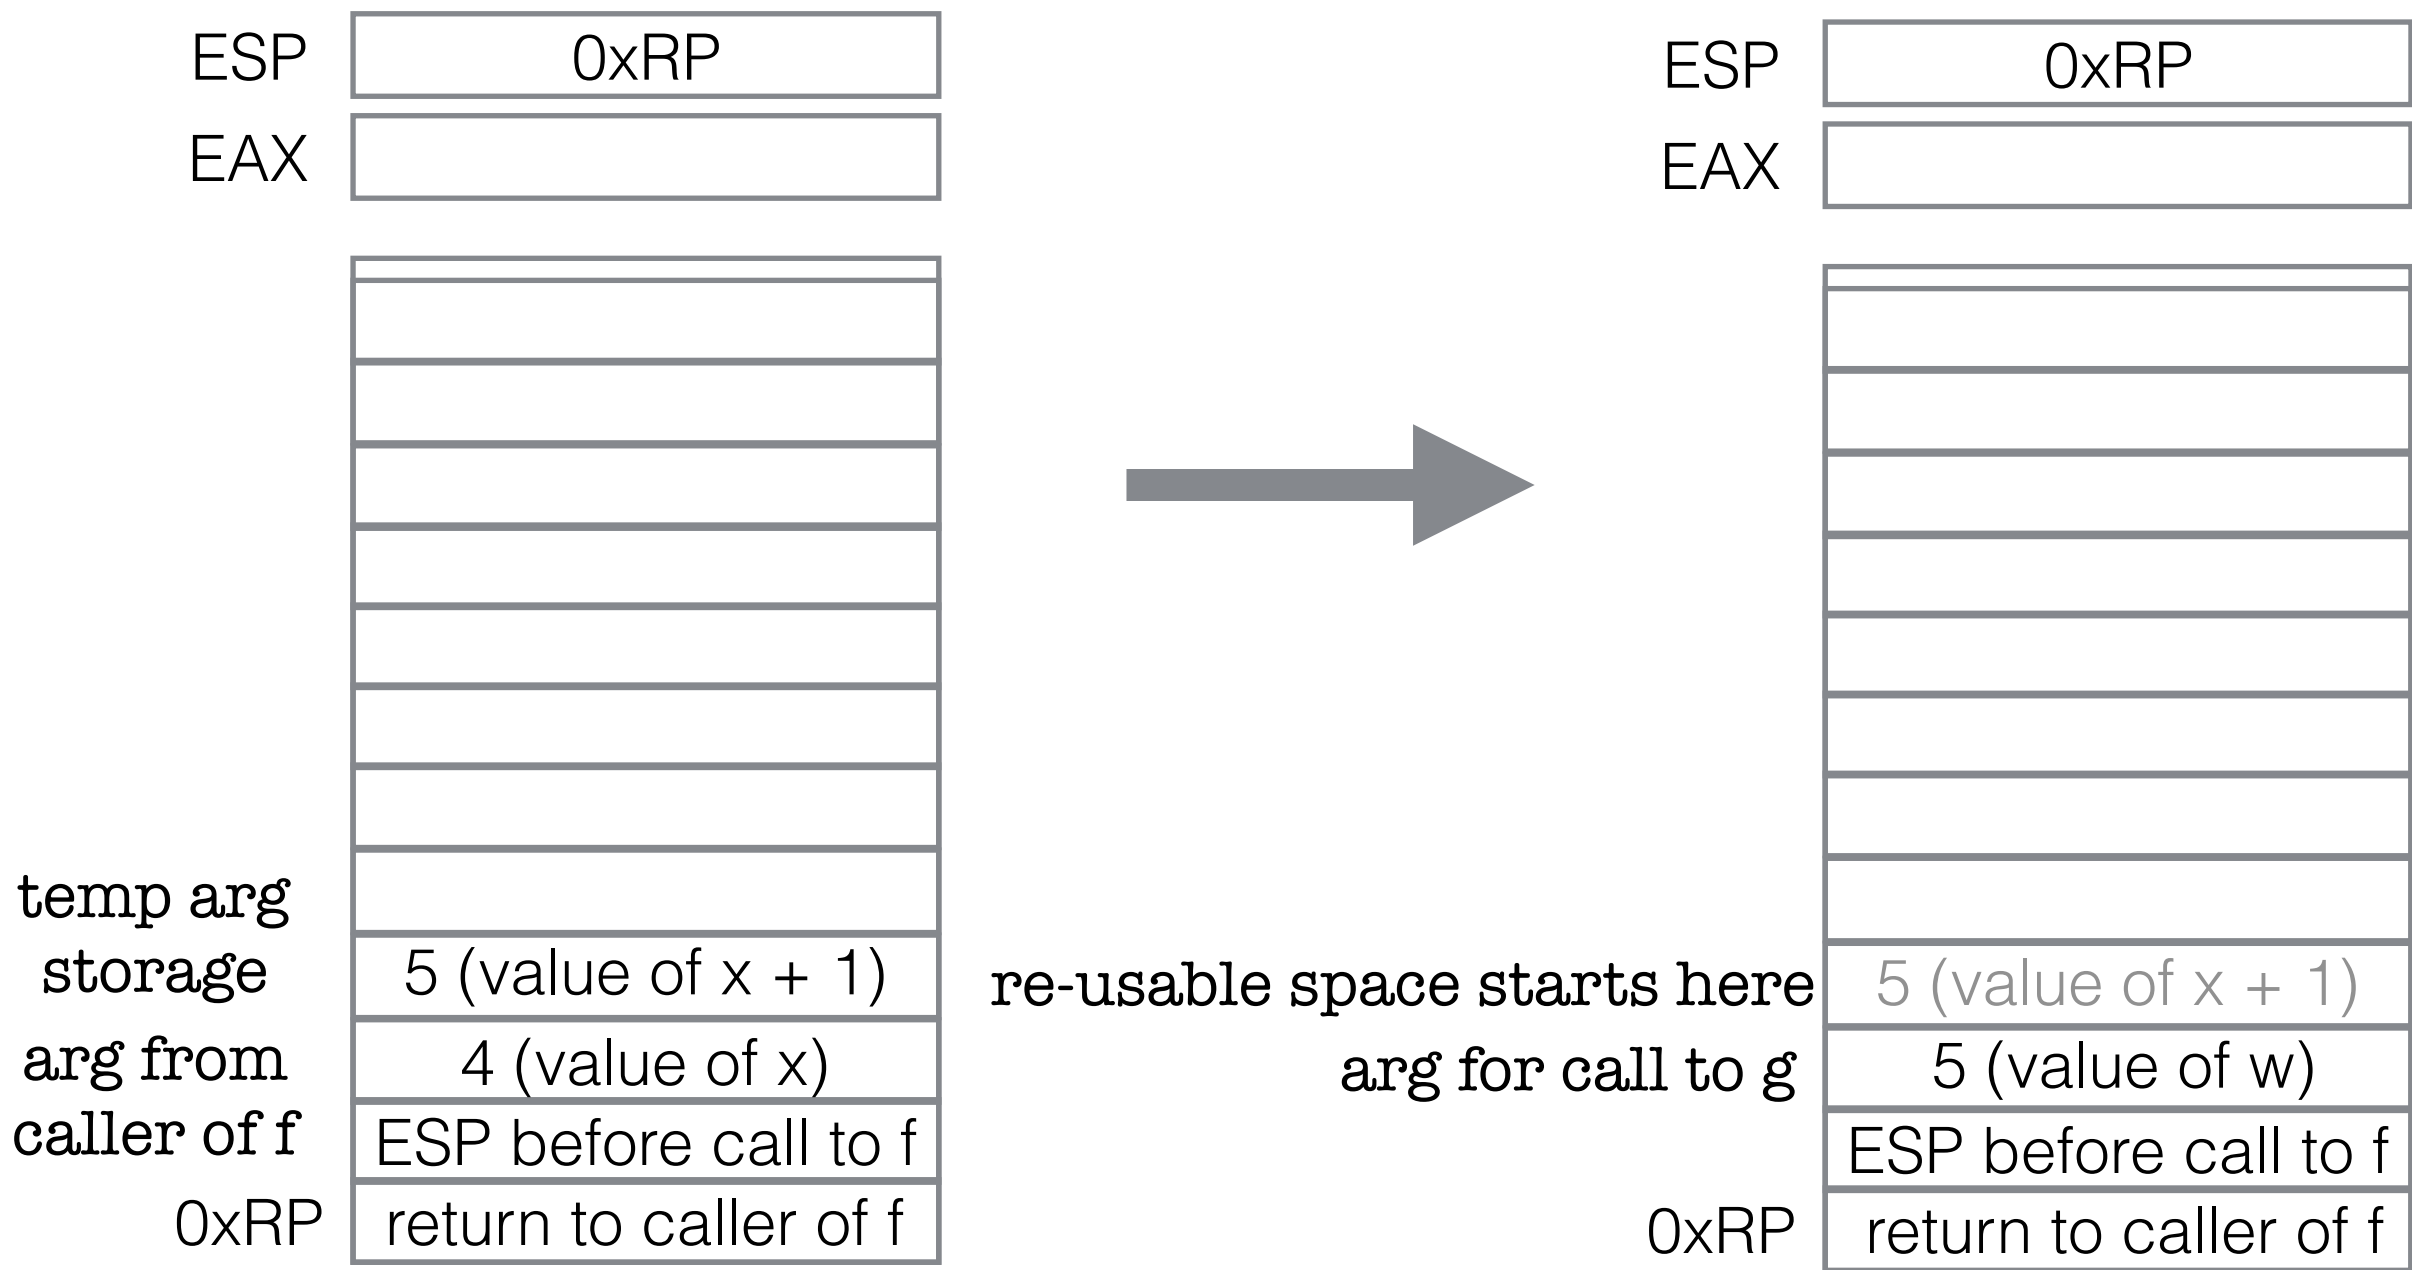 ESP 0xRP
EAX
temp arg
storage 5 (value of x + 1)
arg from 4 (value of x)
caller of f ESP before call to f
0xRP return to caller of f
ESP 0xRP
EAX
re-usable space starts here 5 (value of x + 1)
arg for call to g 5 (value of w)
ESP before call to f
0xRP return to caller of f